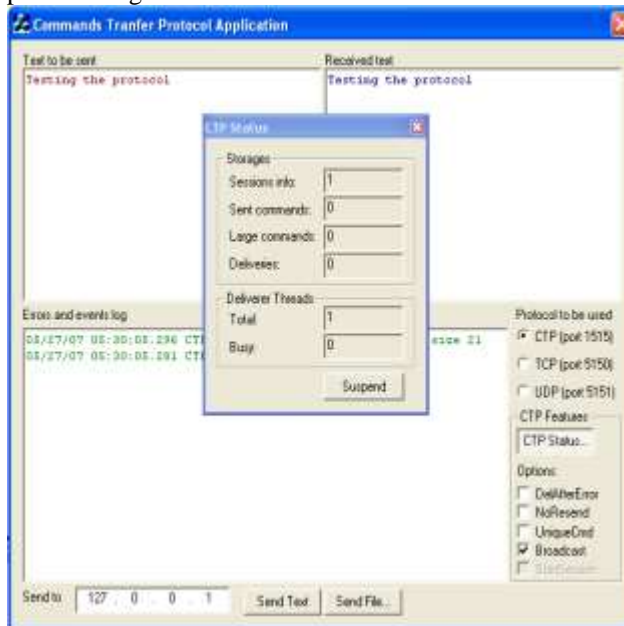 Commands Tranfer Protocol Application
Text to be sent
Testing the protocol
Received text
Testing the protocol
CTP Status
Storages
Sessions info: 1
Sent commands: 0
Large commands: 0
Deliveries: 0
Deliverer Threads
Total: 1
Busy: 0
Suspend
Errors and events log
05/27/07 05:30:05.296 CTP size 21
05/27/07 05:30:05.281 CTP
Protocol to be used
CTP (port 1515)
TCP (port 5150)
UDP (port 5151)
CTP Features
CTP Status...
Options:
DelAfterError
NoResend
UniqueCmd
Broadcast
Send to 127 . 0 . 0 . 1
Send Text
Send File...